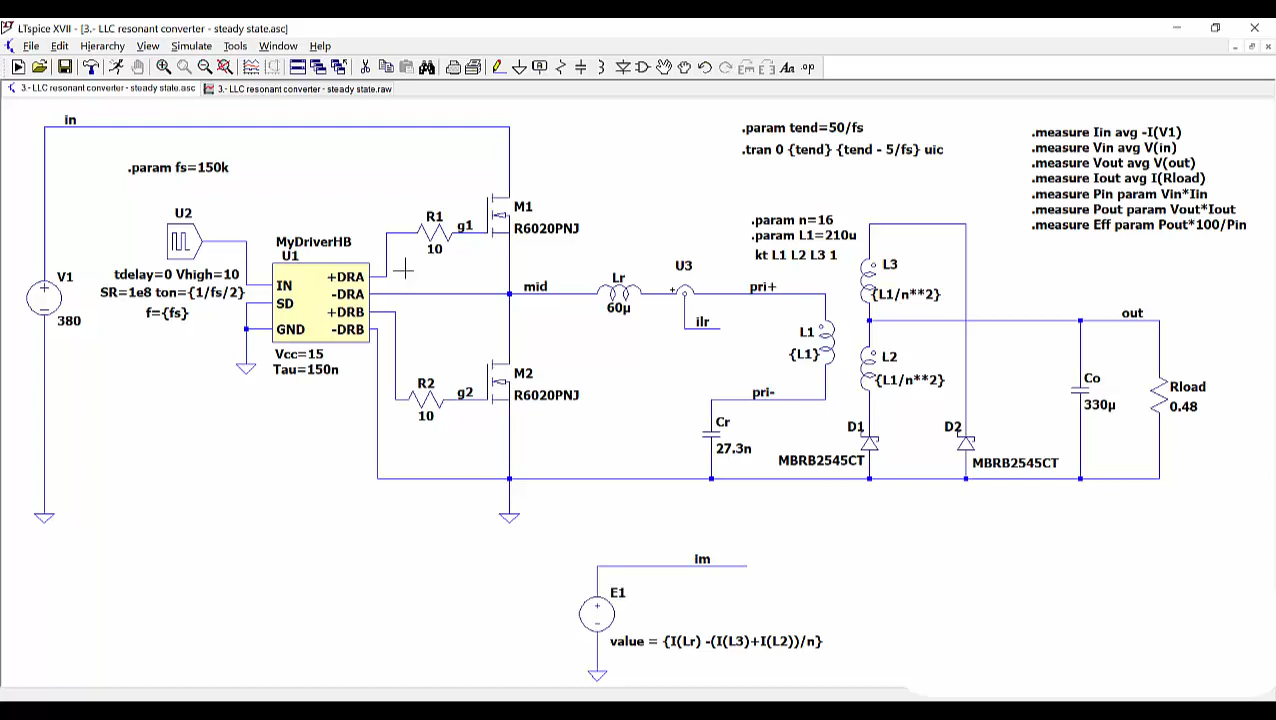 LTspice XVII - [3.- LLC resonant converter - steady state.asc]
File Edit Hierarchy View Simulate Tools Window Help
3.- LLC resonant converter - steady state.asc
3.- LLC resonant converter - steady state.raw
in
.param tend=50/fs
.tran 0 {tend} {tend - 5/fs} uic
.measure Iin avg -I(V1)
.measure Vin avg V(in)
.measure Vout avg V(out)
.measure Iout avg I(Rload)
.measure Pin param Vin*Iin
.measure Pout param Vout*Iout
.measure Eff param Pout*100/Pin
.param fs=150k
U2
tdelay=0 Vhigh=10
SR=1e8 ton={1/fs/2}
f={fs}
V1
380
MyDriverHB
U1
IN
SD
GND
+DRA
-DRA
+DRB
-DRB
Vcc=15
Tau=150n
R1
10
g1
M1
R6020PNJ
mid
R2
10
g2
M2
R6020PNJ
Lr
60µ
U3
ilr
pri+
.param n=16
.param L1=210u
kt L1 L2 L3 1
L1
{L1}
pri-
Cr
27.3n
L3
{L1/n**2}
L2
{L1/n**2}
D1
MBRB2545CT
D2
MBRB2545CT
out
Co
330µ
Rload
0.48
im
E1
value = {I(Lr) -(I(L3)+I(L2))/n}